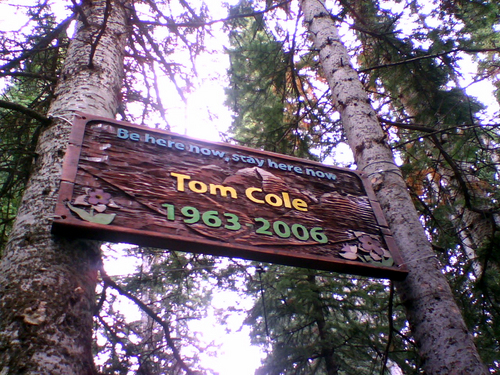 Be here now, stay here now
Tom Cole
1963-2006